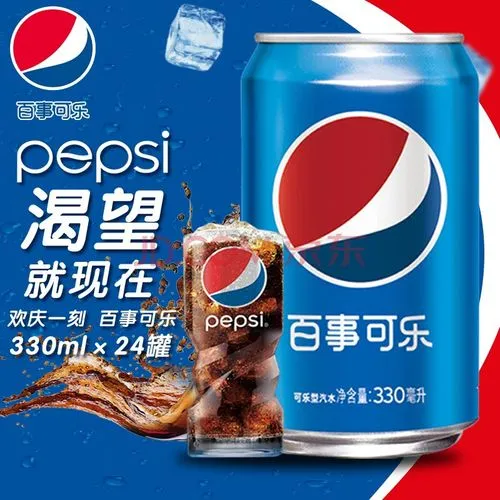 百事可乐
pepsi
渴望
就现在
欢庆一刻 百事可乐
330ml × 24罐
pepsi
百事可乐
可乐型汽水 净含量:330毫升